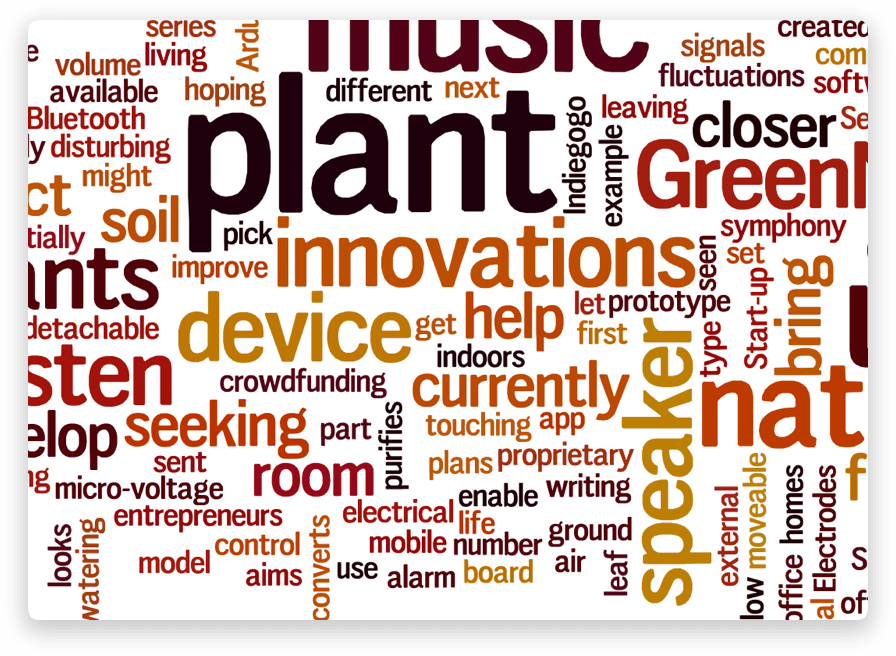 series
Ardu
music
signals
created
e
volume
living
com
available
hoping
different
next
fluctuations
softw
Bluetooth
plant
Indiegogo
leaving
closer
Se
ly
disturbing
example
GreenN
might
ct
soil
symphony
tially
pick
innovations
seen
set
ants
improve
bring
detachable
device
get
help
let
prototype
Start-up
u
first
type
sten
indoors
speaker
crowdfunding
currently
nat
elop
seeking
part
purifies
touching
app
ng
sent
room
plans
proprietary
f
micro-voltage
enable
writing
external
moveable
homes
Electrodes
looks
watering
entrepreneurs
converts
electrical
life
ground
control
mobile
number
model
aims
use
alarm
board
air
leaf
low
office
al
s
of